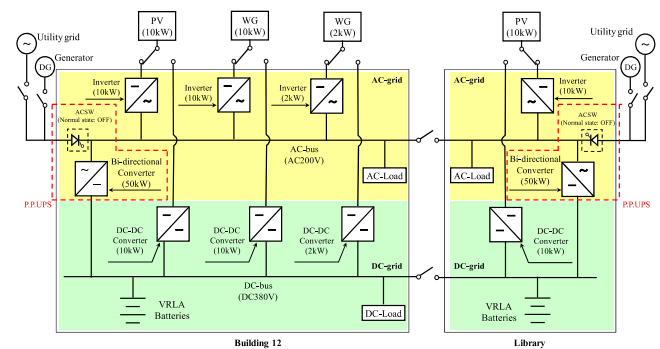 PV
(10kW)
WG
(10kW)
WG
(2kW)
PV
(10kW)
Utility grid
Utility grid
~
~
Generator
Generator
DG
DG
AC-grid
AC-grid
Inverter
(10kW)
Inverter
(10kW)
Inverter
(2kW)
Inverter
(10kW)
~
~
~
~
ACSW
(Normal state: OFF)
ACSW
(Normal state: OFF)
AC-bus
(AC200V)
Bi-directional
Converter
(50kW)
Bi-directional
Converter
(50kW)
~
~
AC-Load
AC-Load
P.P.UPS
P.P.UPS
DC-DC
Converter
(10kW)
DC-DC
Converter
(10kW)
DC-DC
Converter
(2kW)
DC-DC
Converter
(10kW)
DC-grid
DC-grid
DC-bus
(DC380V)
VRLA
Batteries
DC-Load
VRLA
Batteries
Building 12
Library